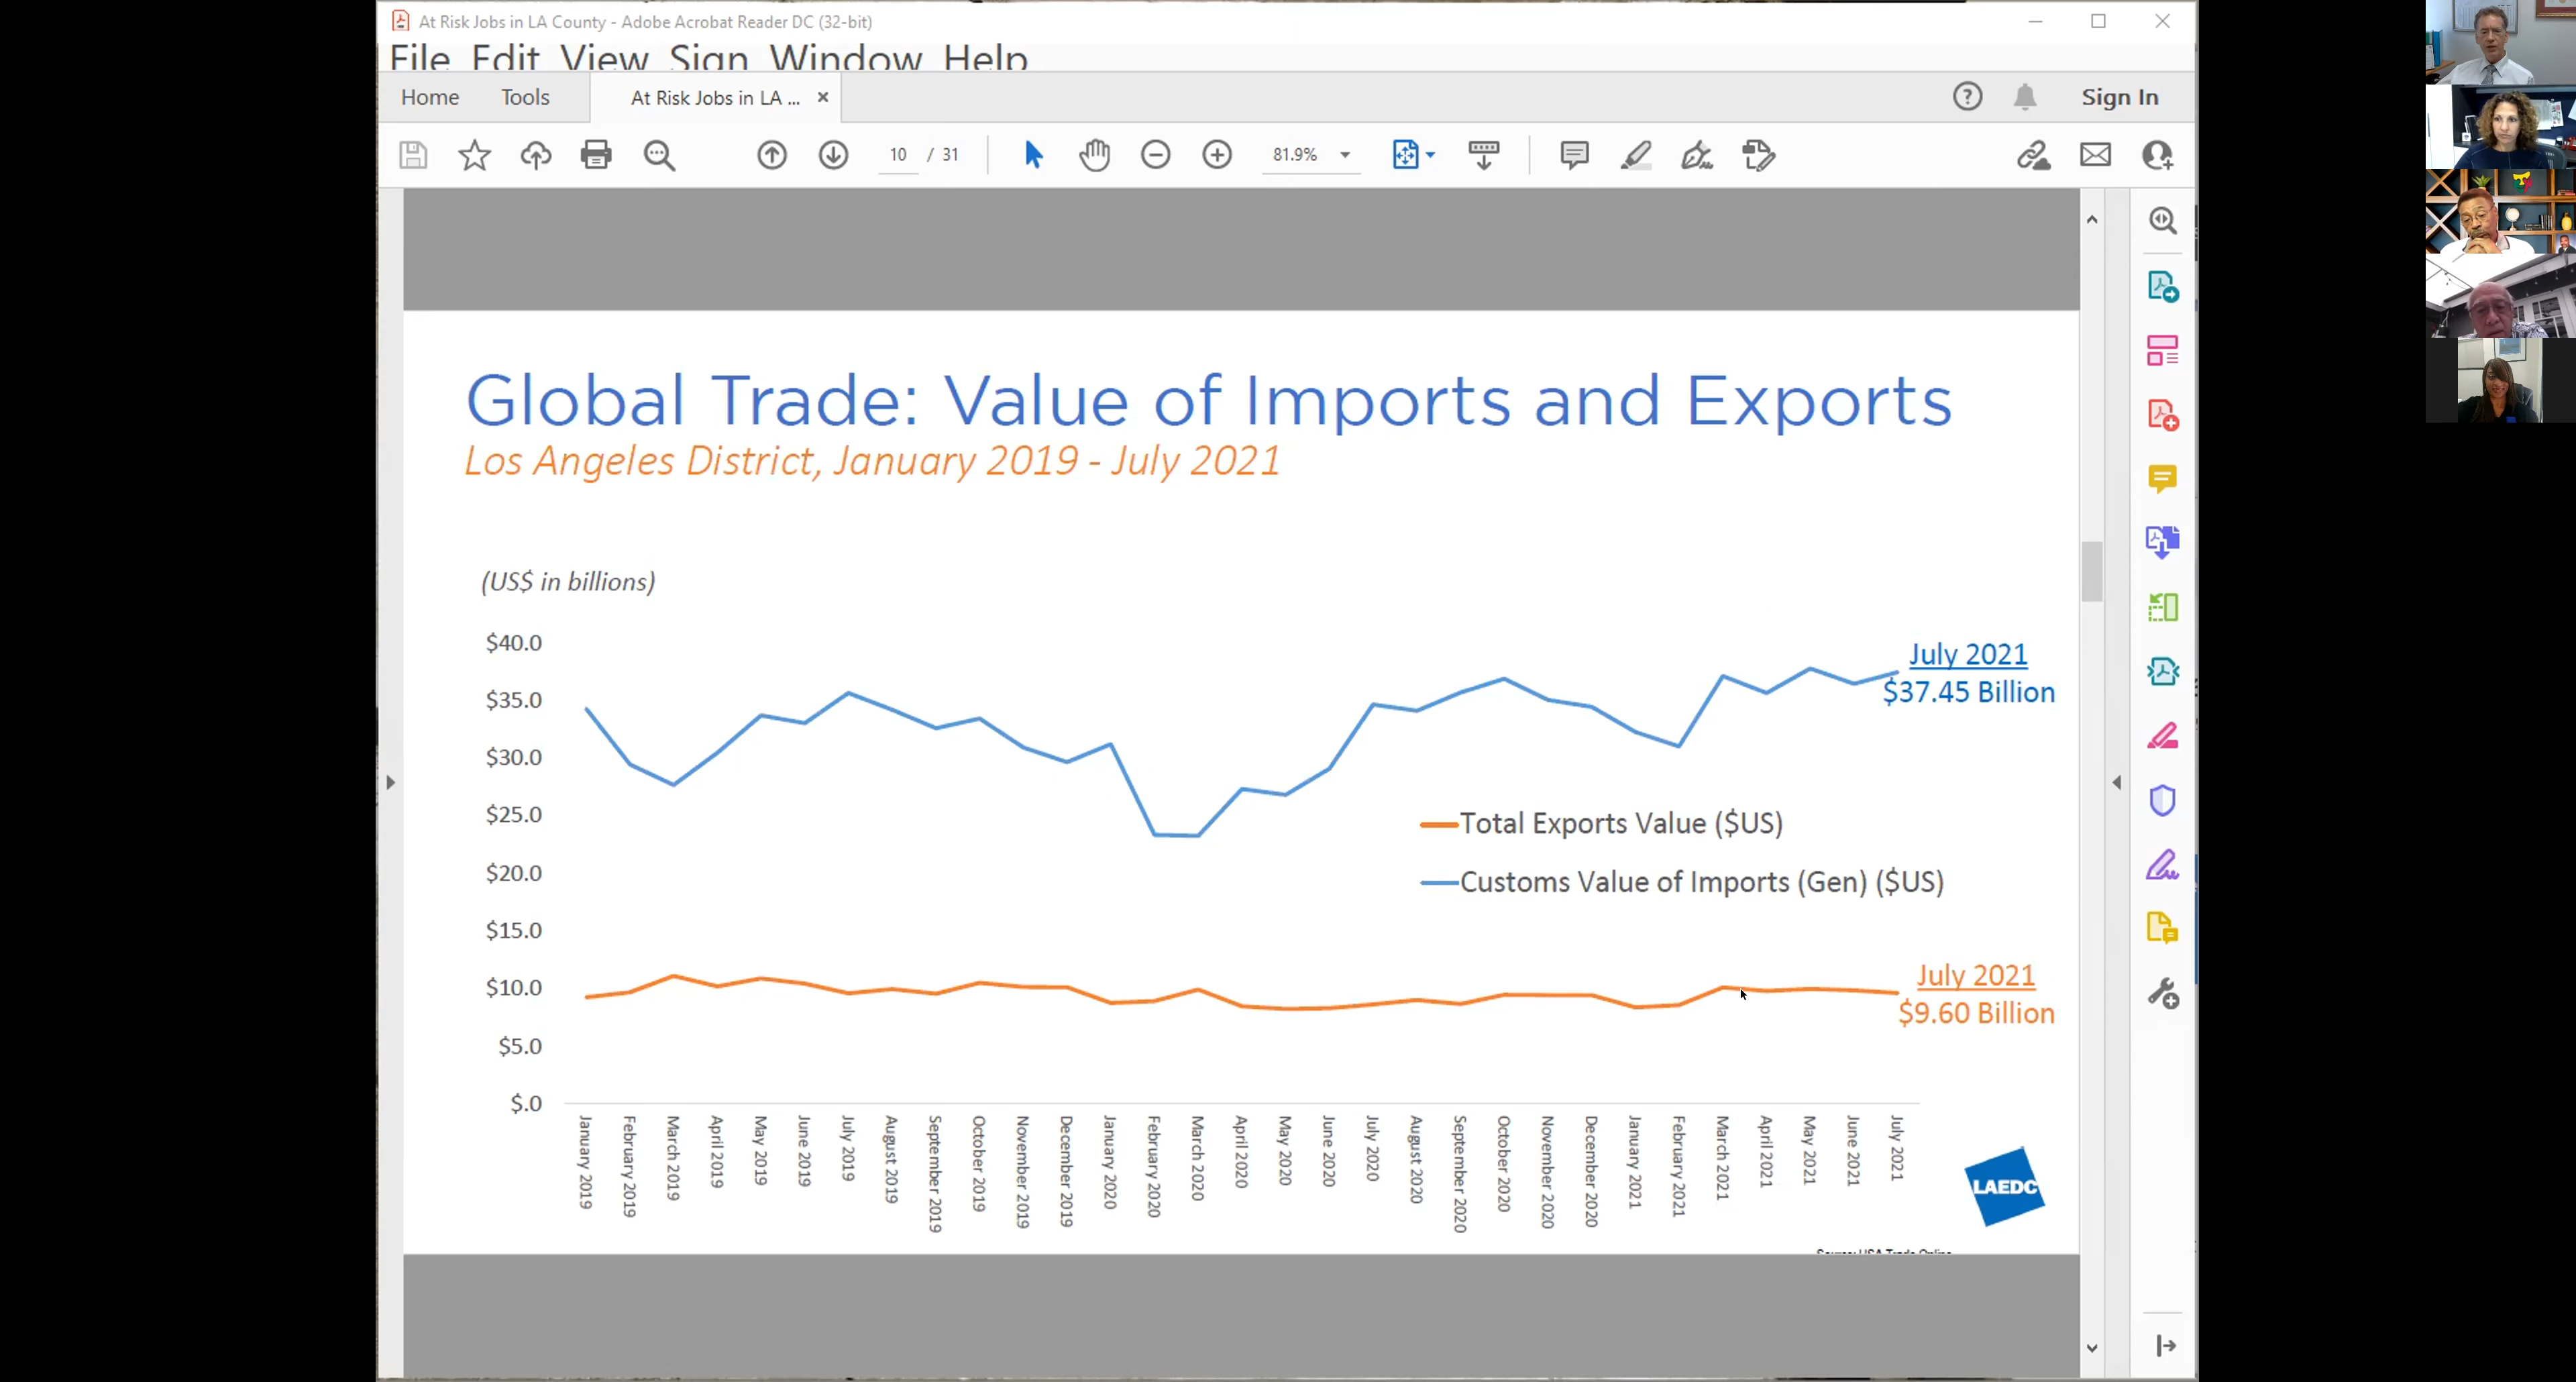 At Risk Jobs in LA County - Adobe Acrobat Reader DC (32-bit)
File Edit View Sign Window Help
Home Tools At Risk Jobs in LA ... Sign In
10 / 31 81.9%
Global Trade: Value of Imports and Exports
Los Angeles District, January 2019 - July 2021
(US$ in billions)
$40.0
$35.0
$30.0
$25.0
$20.0
$15.0
$10.0
$5.0
$.0
July 2021
$37.45 Billion
Total Exports Value ($US)
Customs Value of Imports (Gen) ($US)
July 2021
$9.60 Billion
January 2019
February 2019
March 2019
April 2019
May 2019
June 2019
July 2019
August 2019
September 2019
October 2019
November 2019
December 2019
January 2020
February 2020
March 2020
April 2020
May 2020
June 2020
July 2020
August 2020
September 2020
October 2020
November 2020
December 2020
January 2021
February 2021
March 2021
April 2021
May 2021
June 2021
July 2021
LAEDC
Source: USA Trade Online